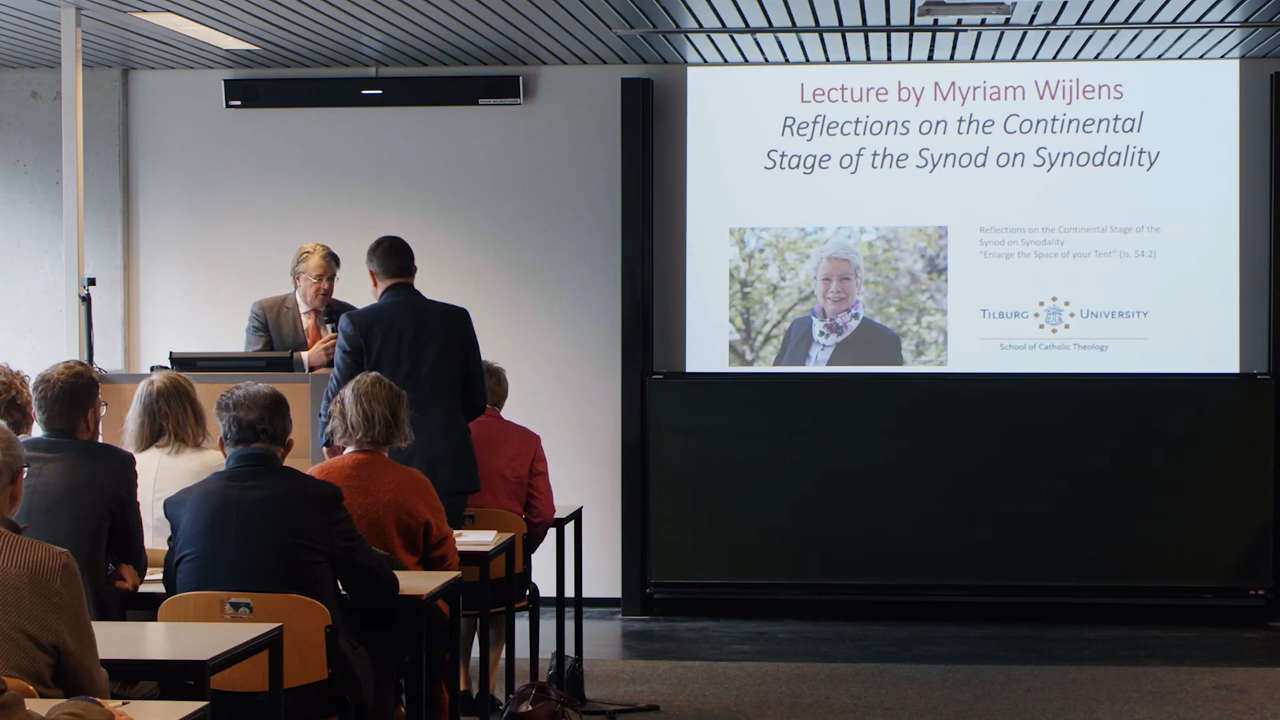 Lecture by Myriam Wijlens
Reflections on the Continental
Stage of the Synod on Synodality
Reflections on the Continental Stage of the
Synod on Synodality
“Enlarge the Space of your Tent” (Is. 54:2)
TILBURG UNIVERSITY
School of Catholic Theology